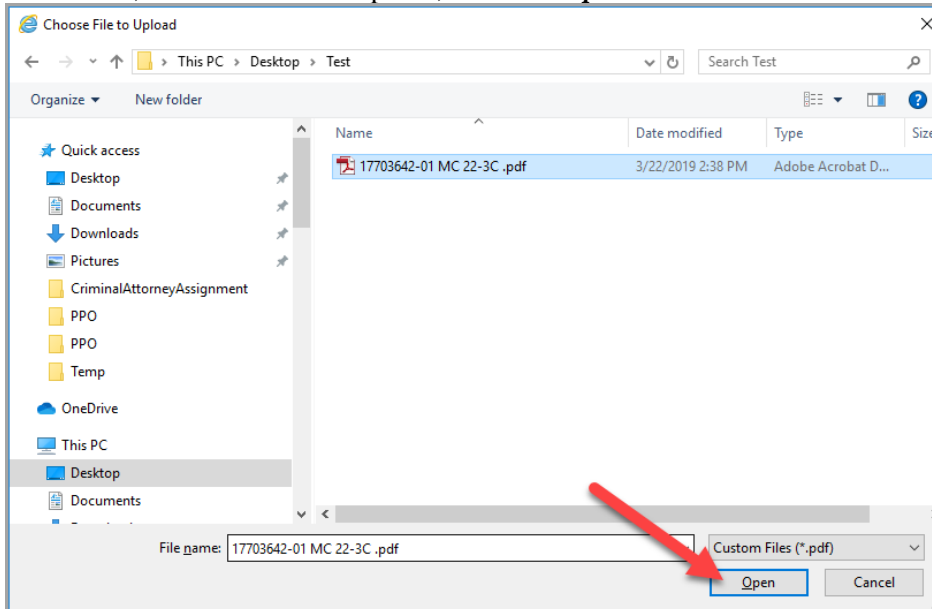 Choose File to Upload
This PC > Desktop > Test
Search Test
Organize
New folder
Name
Date modified
Type
Size
Quick access
Desktop
Documents
Downloads
Pictures
CriminalAttorneyAssignment
PPO
PPO
Temp
OneDrive
This PC
Desktop
Documents
17703642-01 MC 22-3C .pdf
3/22/2019 2:38 PM
Adobe Acrobat D...
File name:
17703642-01 MC 22-3C .pdf
Custom Files (*.pdf)
Open
Cancel